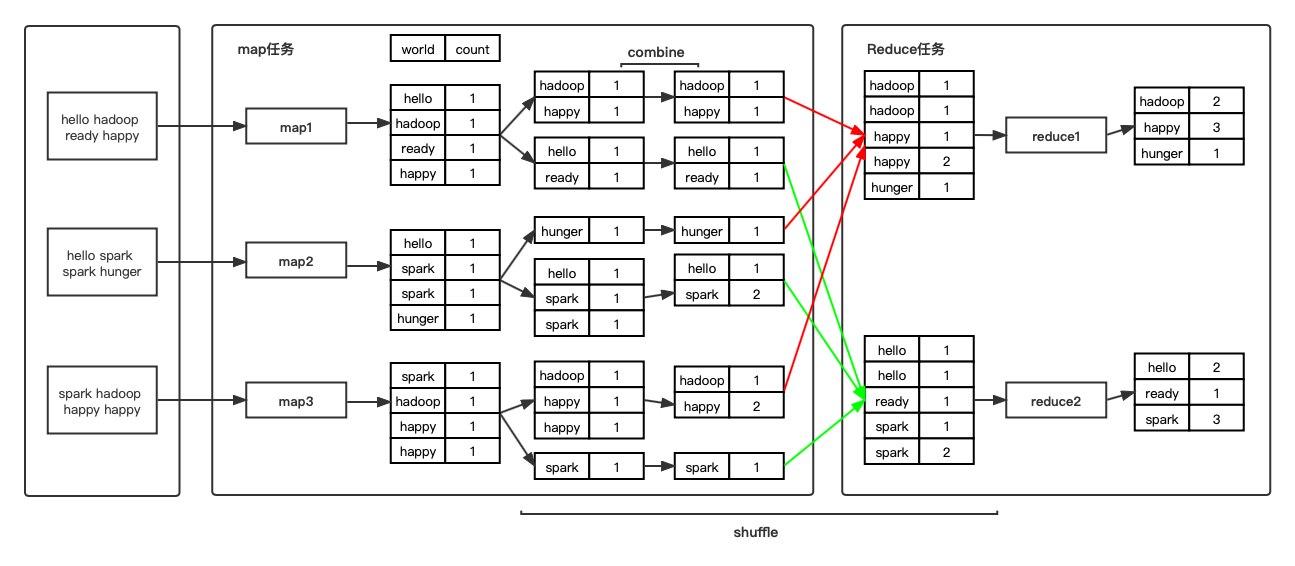 map任务
world count
combine
Reduce任务
hello hadoop
ready happy
map1
hello 1
hadoop 1
ready 1
happy 1
hadoop 1
happy 1
hello 1
ready 1
hadoop 1
happy 1
hello 1
ready 1
hello spark
spark hunger
map2
hello 1
spark 1
spark 1
hunger 1
hunger 1
hello 1
spark 1
spark 1
hunger 1
hello 1
spark 2
spark hadoop
happy happy
map3
spark 1
hadoop 1
happy 1
happy 1
hadoop 1
happy 1
happy 1
spark 1
hadoop 1
happy 2
spark 1
hadoop 1
hadoop 1
happy 1
happy 2
hunger 1
reduce1
hadoop 2
happy 3
hunger 1
hello 1
hello 1
ready 1
spark 1
spark 2
reduce2
hello 2
ready 1
spark 3
shuffle